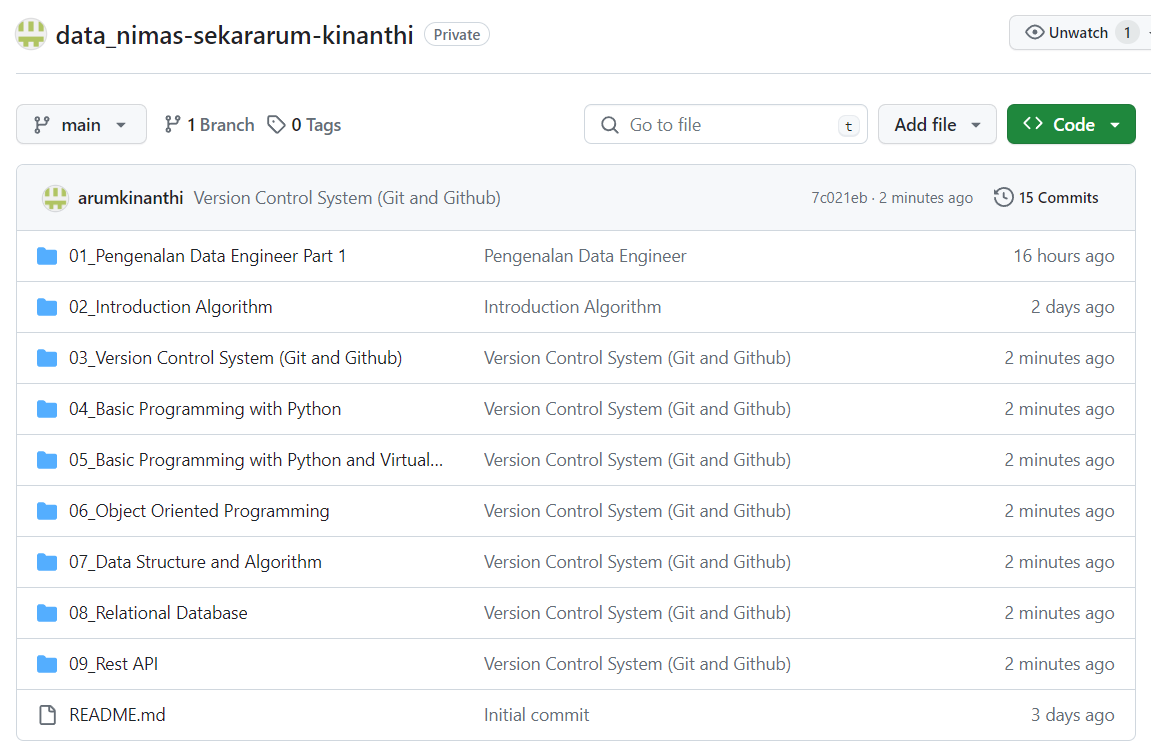 data_nimas-sekararum-kinanthi Private Unwatch 1
main 1 Branch 0 Tags Go to file t Add file Code
arumkinanthi Version Control System (Git and Github) 7c021eb · 2 minutes ago 15 Commits
01_Pengenalan Data Engineer Part 1 Pengenalan Data Engineer 16 hours ago
02_Introduction Algorithm Introduction Algorithm 2 days ago
03_Version Control System (Git and Github) Version Control System (Git and Github) 2 minutes ago
04_Basic Programming with Python Version Control System (Git and Github) 2 minutes ago
05_Basic Programming with Python and Virtual... Version Control System (Git and Github) 2 minutes ago
06_Object Oriented Programming Version Control System (Git and Github) 2 minutes ago
07_Data Structure and Algorithm Version Control System (Git and Github) 2 minutes ago
08_Relational Database Version Control System (Git and Github) 2 minutes ago
09_Rest API Version Control System (Git and Github) 2 minutes ago
README.md Initial commit 3 days ago